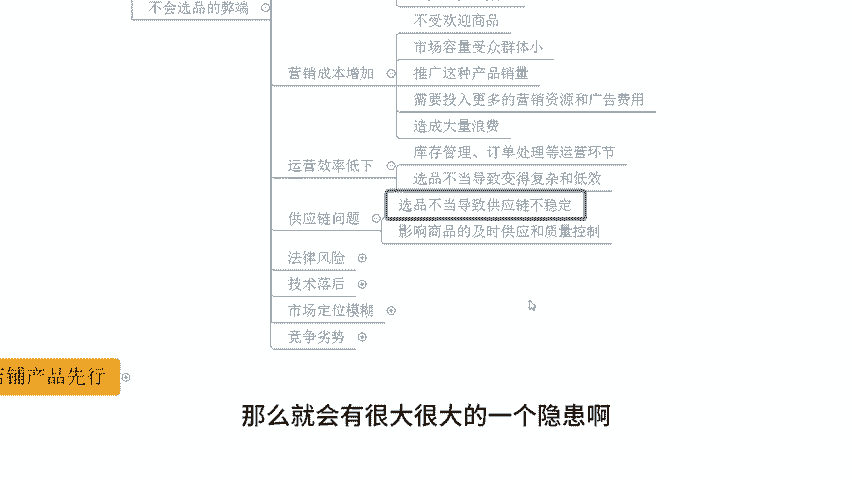 不会选品的弊端
不受欢迎商品
市场容量受众群体小
营销成本增加
推广这种产品销量
需要投入更多的营销资源和广告费用
造成大量浪费
库存管理、订单处理等运营环节
运营效率低下
选品不当导致变得复杂和低效
选品不当导致供应链不稳定
供应链问题
影响商品的及时供应和质量控制
法律风险
技术落后
市场定位模糊
竞争劣势
店铺产品先行
那么就会有很大很大的一个隐患啊